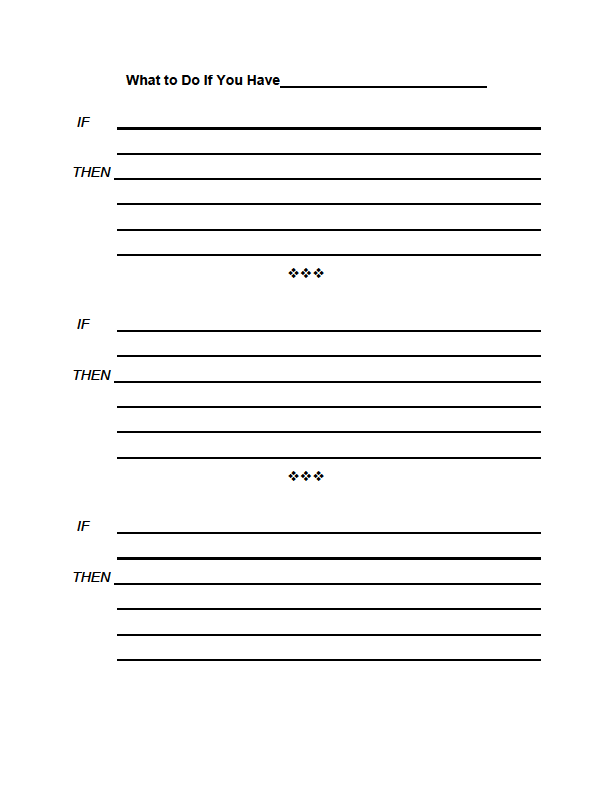 What to Do If You Have
IF
THEN
❖❖❖
IF
THEN
❖❖❖
IF
THEN